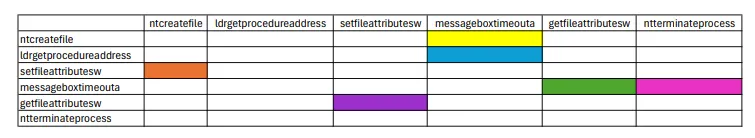 ntcreatefile ldrgetprocedureaddress setfileattributesw messageboxtimeouta getfileattributesw ntterminateprocess
ntcreatefile
ldrgetprocedureaddress
setfileattributesw
messageboxtimeouta
getfileattributesw
ntterminateprocess